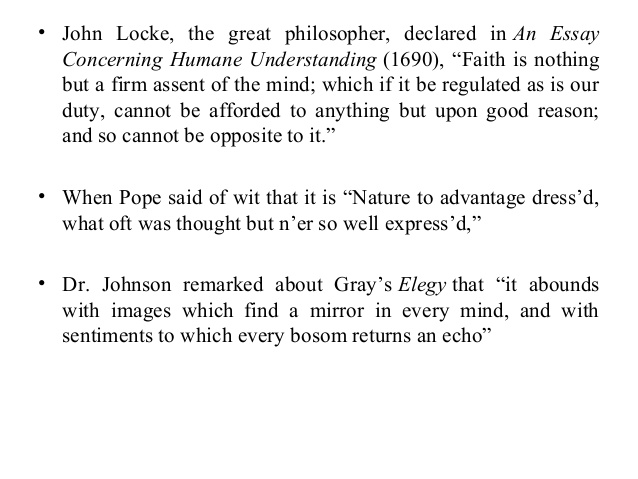 • John Locke, the great philosopher, declared in An Essay
Concerning Humane Understanding (1690), “Faith is nothing
but a firm assent of the mind; which if it be regulated as is our
duty, cannot be afforded to anything but upon good reason;
and so cannot be opposite to it.”
• When Pope said of wit that it is “Nature to advantage dress’d,
what oft was thought but n’er so well express’d,”
• Dr. Johnson remarked about Gray’s Elegy that “it abounds
with images which find a mirror in every mind, and with
sentiments to which every bosom returns an echo”